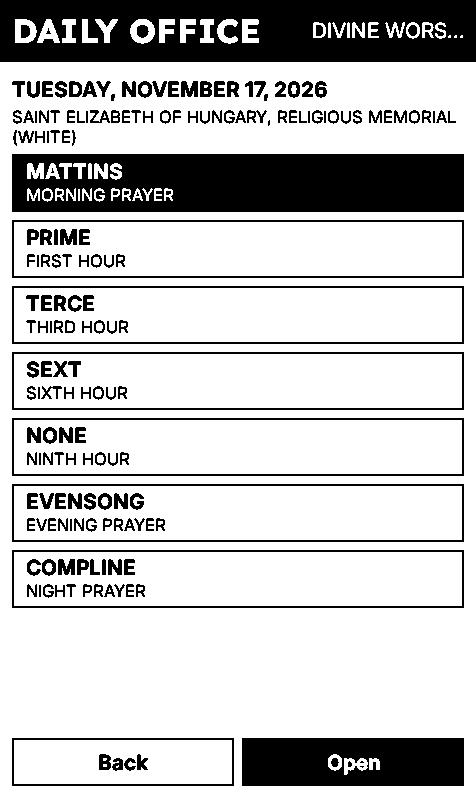 DAILY OFFICE
DIVINE WORS...
TUESDAY, NOVEMBER 17, 2026
SAINT ELIZABETH OF HUNGARY, RELIGIOUS MEMORIAL
(WHITE)
MATTINS
MORNING PRAYER
PRIME
FIRST HOUR
TERCE
THIRD HOUR
SEXT
SIXTH HOUR
NONE
NINTH HOUR
EVENSONG
EVENING PRAYER
COMPLINE
NIGHT PRAYER
Back
Open